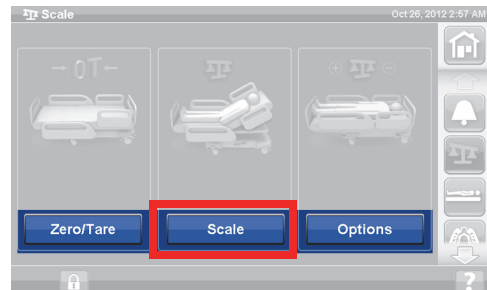 Scale
Oct 26, 2012 2:57 AM
→ 0T ←
Zero/Tare
Scale
Options
?